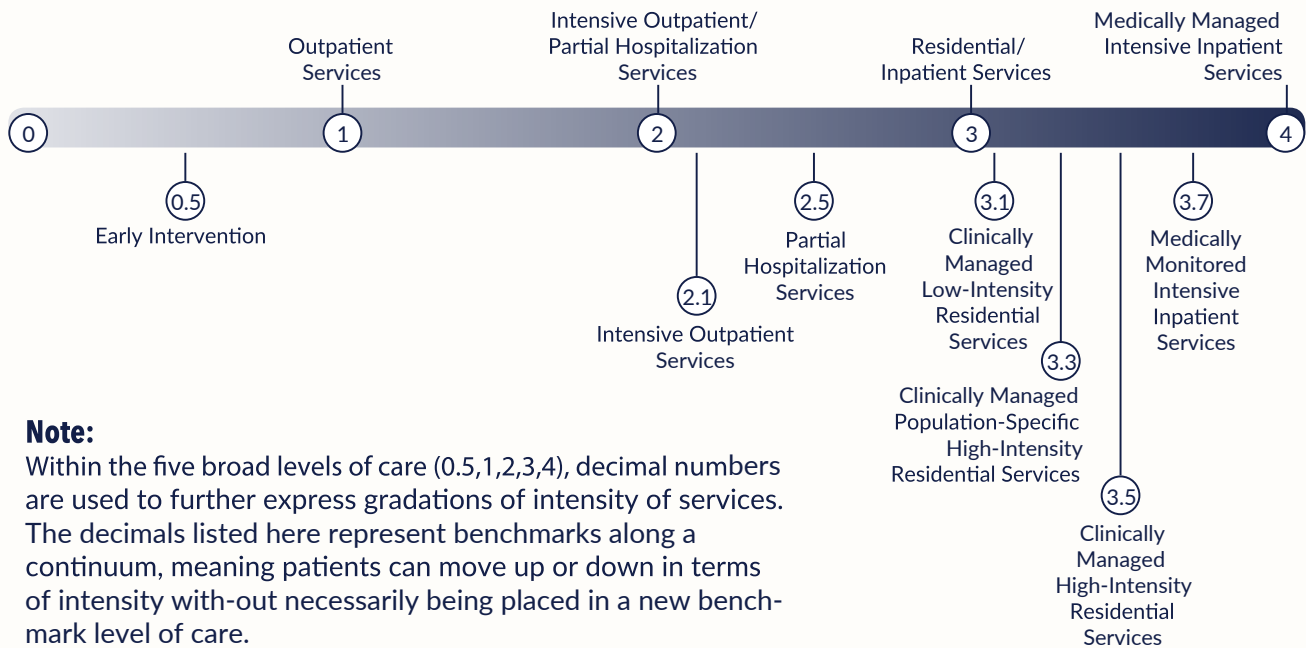 Outpatient
Services
Intensive Outpatient/
Partial Hospitalization
Services
Residential/
Inpatient Services
Medically Managed
Intensive Inpatient
Services
0
1
2
3
4
0.5
Early Intervention
2.1
Intensive Outpatient
Services
2.5
Partial
Hospitalization
Services
3.1
Clinically
Managed
Low-Intensity
Residential
Services
3.3
Clinically Managed
Population-Specific
High-Intensity
Residential Services
3.5
Clinically
Managed
High-Intensity
Residential
Services
3.7
Medically
Monitored
Intensive
Inpatient
Services
Note:
Within the five broad levels of care (0.5,1,2,3,4), decimal numbers
are used to further express gradations of intensity of services.
The decimals listed here represent benchmarks along a
continuum, meaning patients can move up or down in terms
of intensity with-out necessarily being placed in a new bench-
mark level of care.